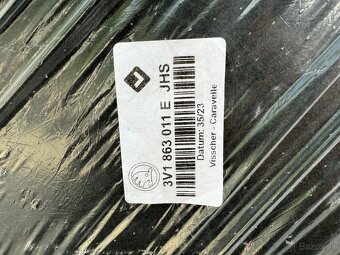 3V1 863 011 E JHS
Datum: 35/23
Visscher - Caravelle